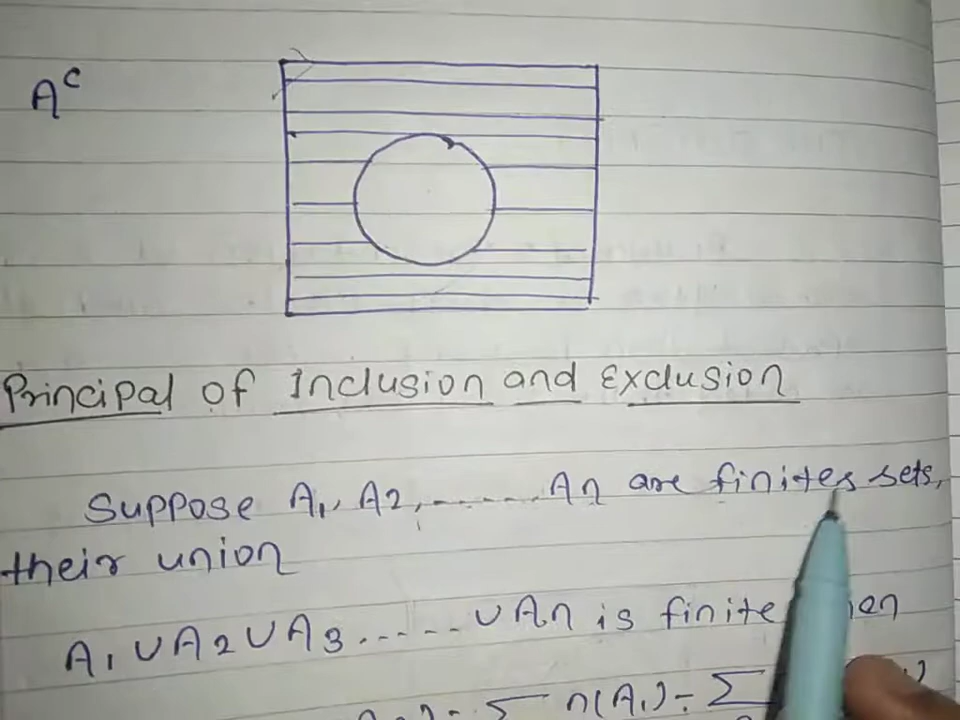 A^c
Principal of Inclusion and Exclusion
Suppose A1, A2, ....... An are finites sets,
their union
A1 ∪ A2 ∪ A3 ..... ∪ An is finite
Σ n(A1) - Σ